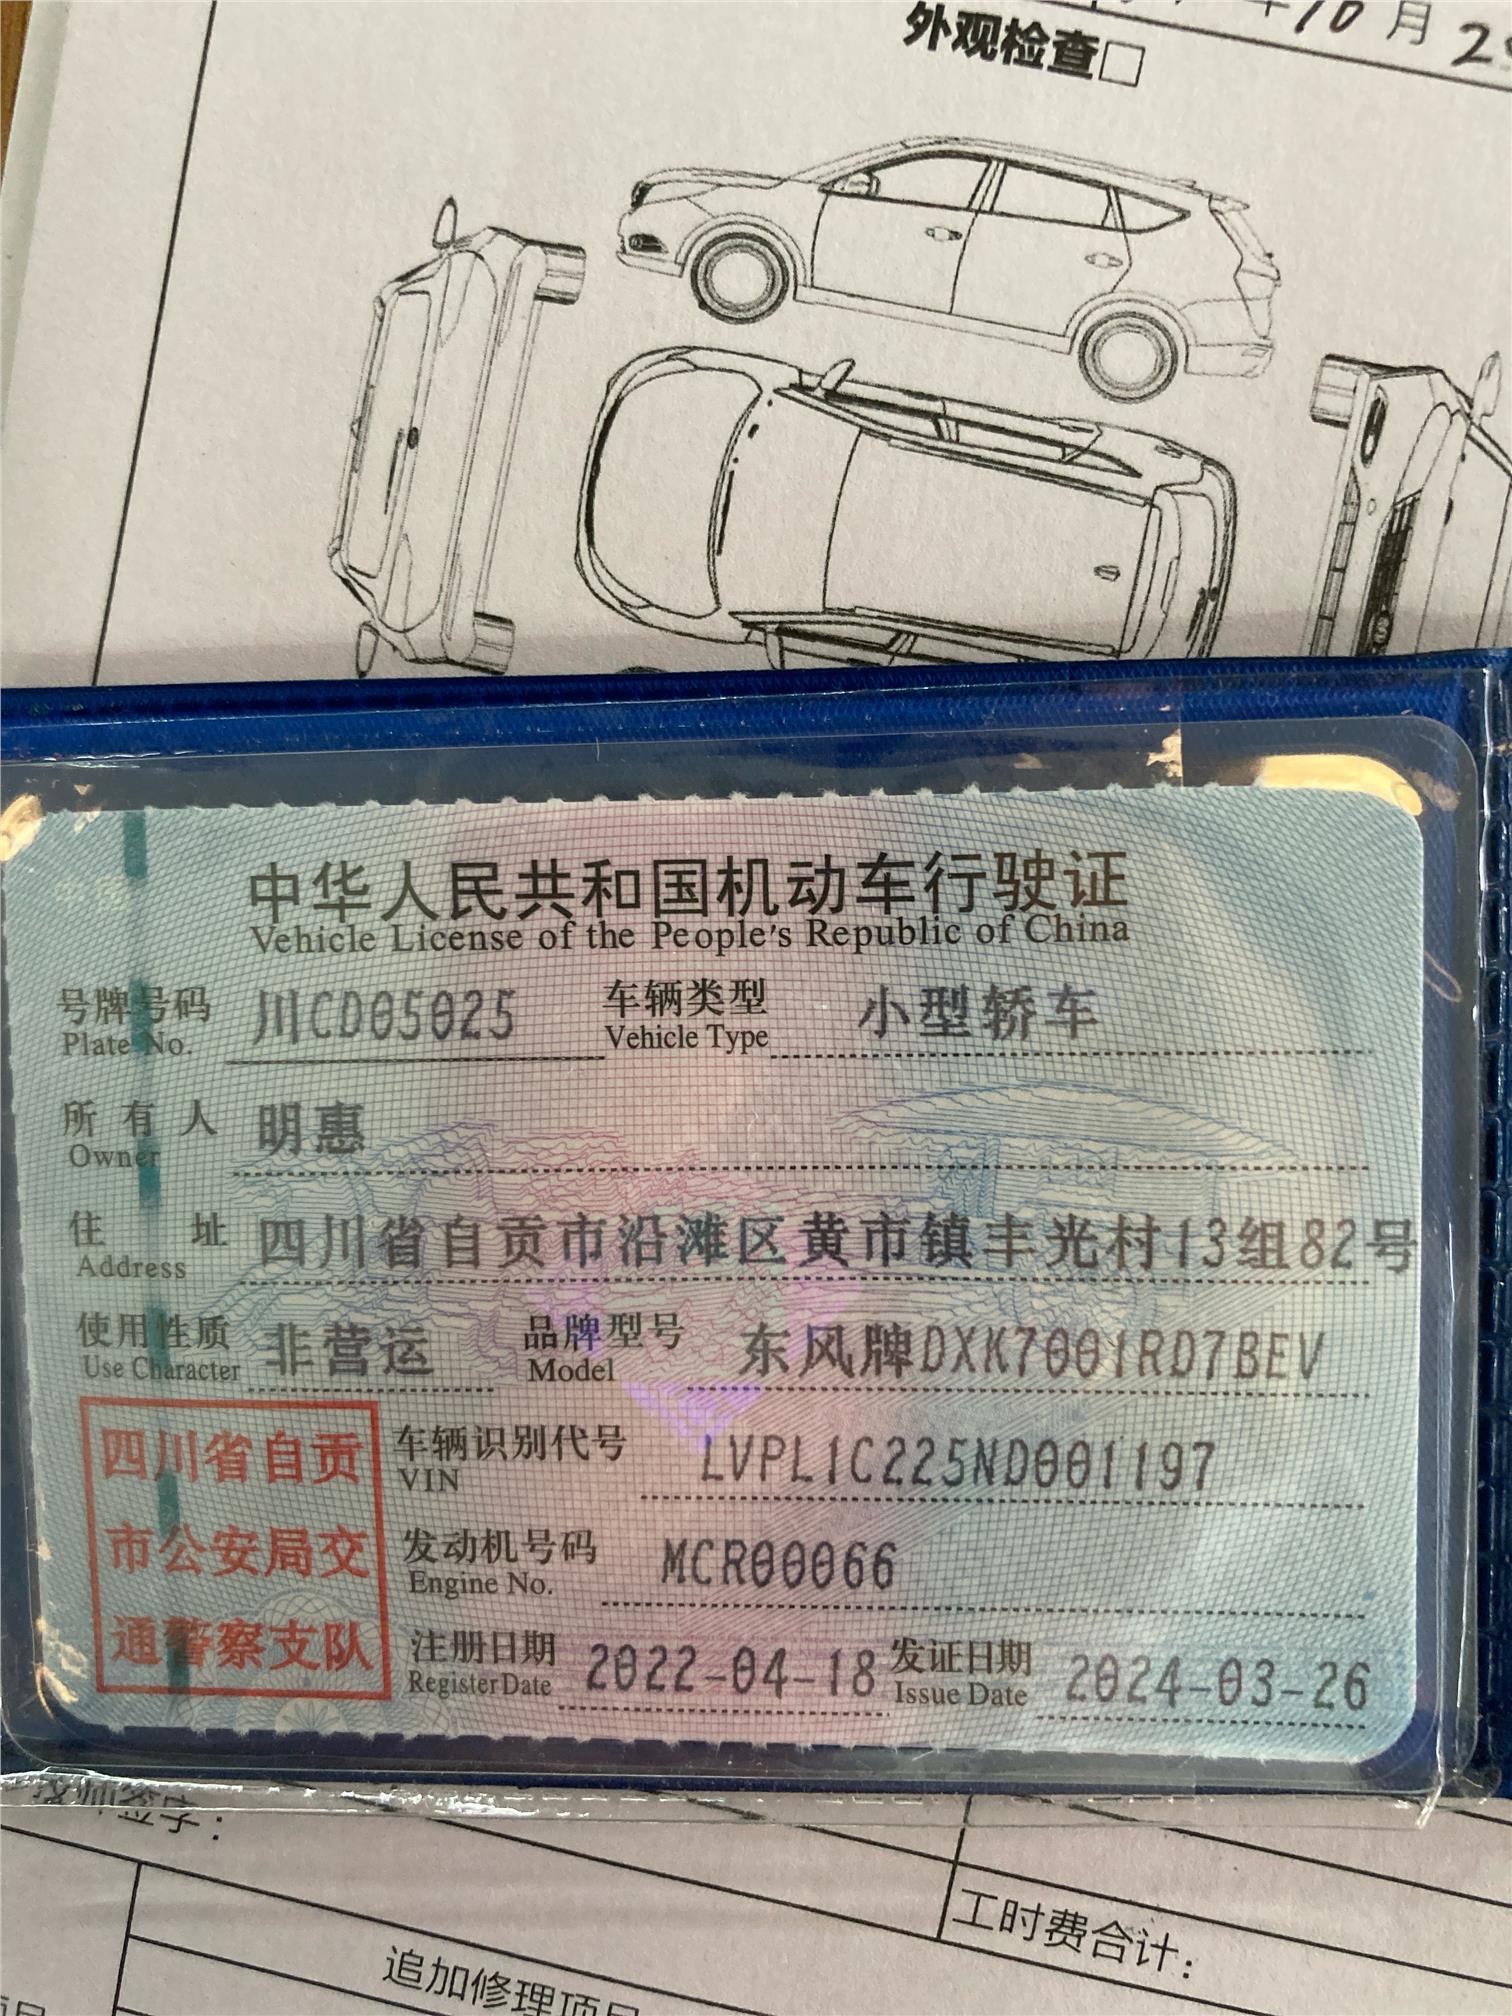 年10月2
外观检查□
中华人民共和国机动车行驶证
Vehicle License of the People's Republic of China
号牌号码 川CD05025 车辆类型 小型轿车
Plate No. Vehicle Type
所有人 明惠
Owner
住址 四川省自贡市沿滩区黄市镇丰光村13组82号
Address
使用性质 非营运 品牌型号 东风牌DXK7001RD7BEV
Use Character Model
四川省自贡
市公安局交
通警察支队
车辆识别代号 LVPL1C225ND001197
VIN
发动机号码 MCR00066
Engine No.
注册日期 2022-04-18 发证日期 2024-03-26
Register Date Issue Date
签字：
工时费合计：
追加修理项目